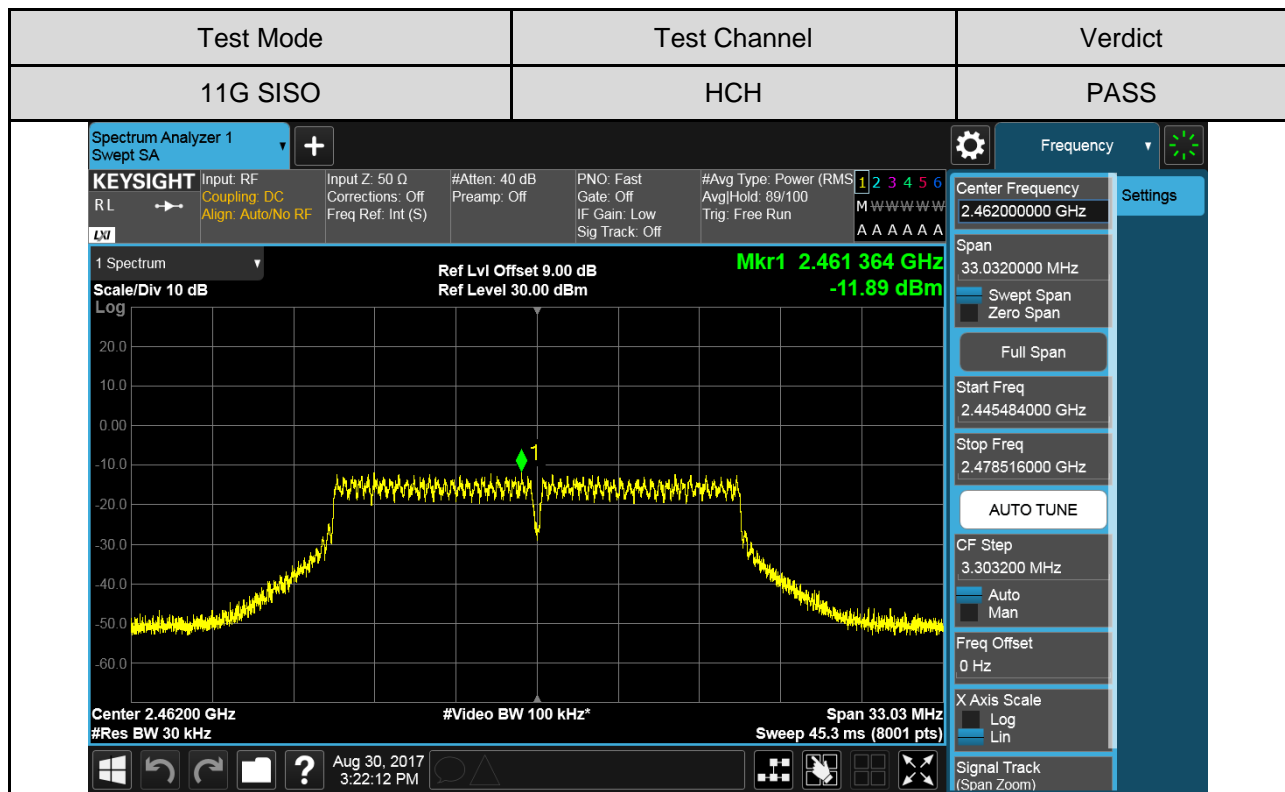 Test Mode Test Channel Verdict
11G SISO HCH PASS
Spectrum Analyzer 1
Swept SA
+
Frequency
KEYSIGHT Input: RF Input Z: 50 Ω #Atten: 40 dB PNO: Fast #Avg Type: Power (RMS 1 2 3 4 5 6
R L Coupling: DC Corrections: Off Preamp: Off Gate: Off Avg|Hold: 89/100 M W W W W W
Align: Auto/No RF Freq Ref: Int (S) IF Gain: Low Trig: Free Run
LXI Sig Track: Off A A A A A A
1 Spectrum Ref Lvl Offset 9.00 dB Mkr1 2.461 364 GHz
Scale/Div 10 dB Ref Level 30.00 dBm -11.89 dBm
Log
20.0
10.0
0.00
-10.0
1
-20.0
-30.0
-40.0
-50.0
-60.0
Center 2.46200 GHz #Video BW 100 kHz* Span 33.03 MHz
#Res BW 30 kHz Sweep 45.3 ms (8001 pts)
Center Frequency
2.462000000 GHz
Settings
Span
33.0320000 MHz
Swept Span
Zero Span
Full Span
Start Freq
2.445484000 GHz
Stop Freq
2.478516000 GHz
AUTO TUNE
CF Step
3.303200 MHz
Auto
Man
Freq Offset
0 Hz
X Axis Scale
Log
Lin
Signal Track
(Span Zoom)
?
Aug 30, 2017
3:22:12 PM